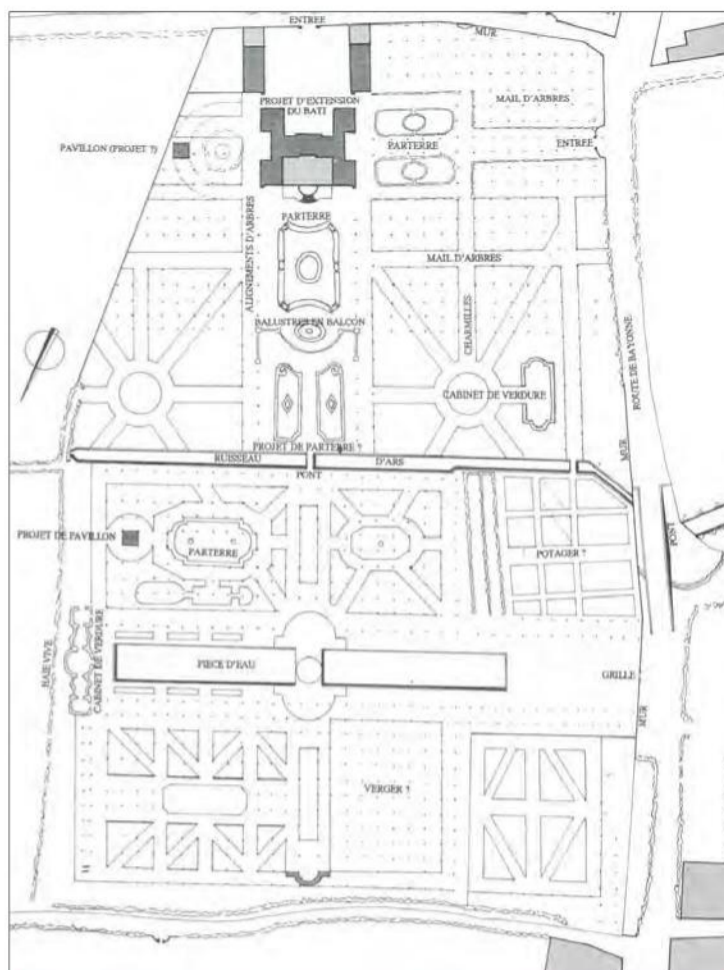 ENTREE
MUR
PROJET D'EXTENSION
DU BATI
MAIL D'ARBRES
PAVILLON (PROJET ?)
PARTERRE
ENTREE
PARTERRE
ALIGNEMENTS D'ARBRES
MAIL D'ARBRES
CHARMILLES
ROUTE DE BAYONNE
BALUSTRES EN BALCON
CABINET DE VERDURE
MUR
PROJET DE PARTERRE ?
RUISSEAU
D'ARS
PONT
PROJET DE PAVILLON
PARTERRE
POTAGER ?
PONT
HAIE VIVE
CABINET DE VERDURE
PIECE D'EAU
GRILLE
MUR
VERGER ?